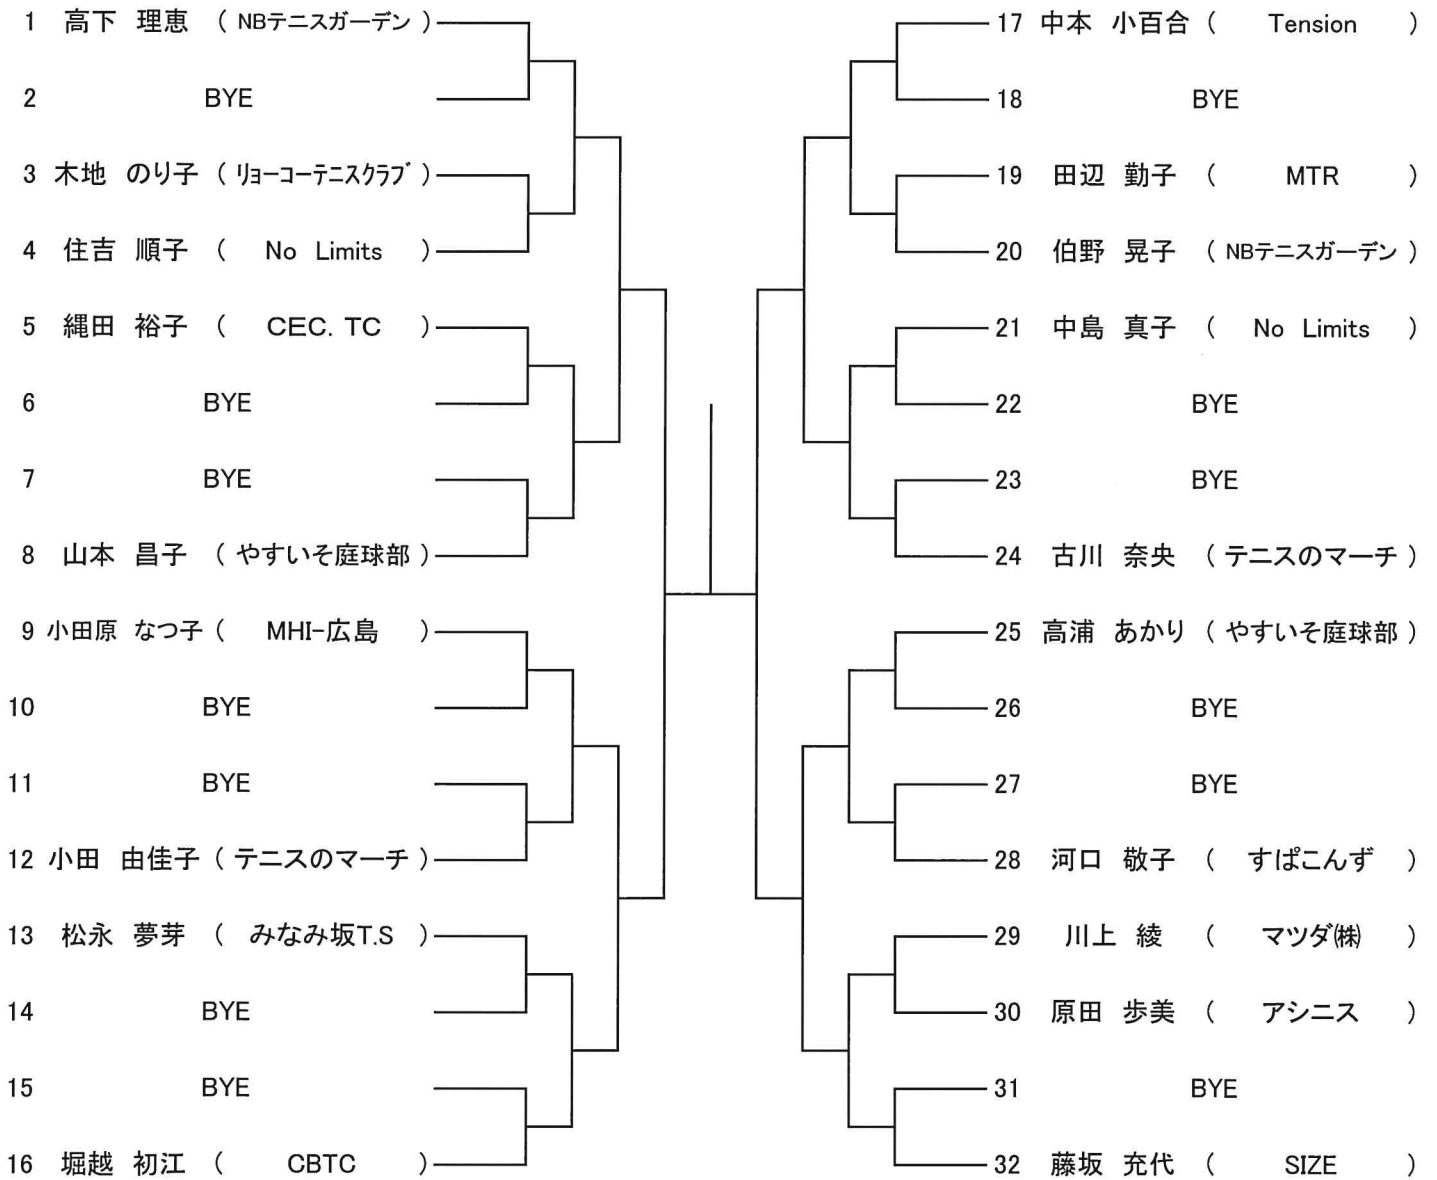 1 高下 理恵 ( NBテニスガーデン )
2 BYE
3 木地 のり子 ( ﾘｮｰコーテニスｸﾗﾌﾞ )
4 住吉 順子 ( No Limits )
5 縄田 裕子 ( CEC. TC )
6 BYE
7 BYE
8 山本 昌子 ( やすいそ庭球部 )
9 小田原 なつ子 ( MHI-広島 )
10 BYE
11 BYE
12 小田 由佳子 ( テニスのマーチ )
13 松永 夢芽 ( みなみ坂T.S )
14 BYE
15 BYE
16 堀越 初江 ( CBTC )
17 中本 小百合 ( Tension )
18 BYE
19 田辺 勤子 ( MTR )
20 伯野 晃子 ( NBテニスガーデン )
21 中島 真子 ( No Limits )
22 BYE
23 BYE
24 古川 奈央 ( テニスのマーチ )
25 高浦 あかり ( やすいそ庭球部 )
26 BYE
27 BYE
28 河口 敬子 ( すぱこんず )
29 川上 綾 ( マツダ㈱ )
30 原田 歩美 ( アシニス )
31 BYE
32 藤坂 充代 ( SIZE )